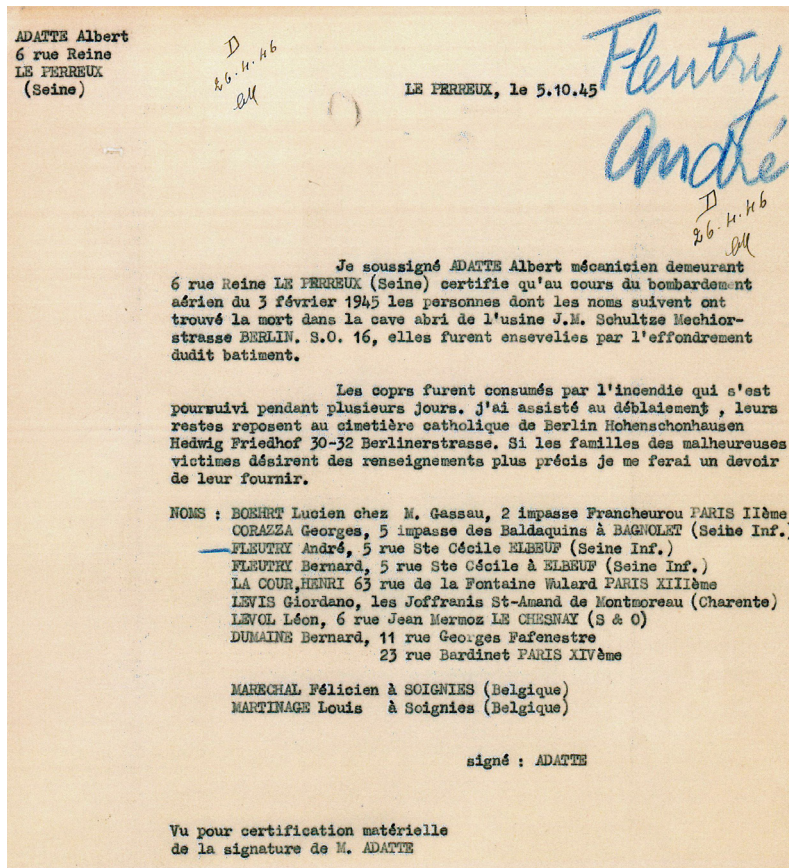 ADATTE Albert
6 rue Reine
LE PERREUX
(Seine)
D
26.4.46
LE PERREUX, le 5.10.45
Fleutry
André
D
26.4.46
Je soussigné ADATTE Albert mécanicien demeurant
6 rue Reine LE PERREUX (Seine) certifie qu'au cours du bombardement
aérien du 3 février 1945 les personnes dont les noms suivent ont
trouvé la mort dans la cave abri de l'usine J.M. Schultze Mechior-
strasse BERLIN. S.O. 16, elles furent ensevelies par l'effondrement
dudit batiment.
Les coprs furent consumés par l'incendie qui s'est
poursuivi pendant plusieurs jours. j'ai assisté au déblaiement , leurs
restes reposent au cimetière catholique de Berlin Hohenschonhausen
Hedwig Friedhof 30-32 Berlinerstrasse. Si les familles des malheureuses
victimes désirent des renseignements plus précis je me ferai un devoir
de leur fournir.
NOMS : BOEHRT Lucien chez M. Gassau, 2 impasse Francheurou PARIS IIème
CORAZZA Georges, 5 impasse des Baldaquins à BAGNOLET (Seine Inf.)
FLEUTRY André, 5 rue Ste Cécile ELBEUF (Seine Inf.)
FLEUTRY Bernard, 5 rue Ste Cécile à ELBEUF (Seine Inf.)
LA COUR,HENRI 63 rue de la Fontaine Wulard PARIS XIIIème
LEVIS Giordano, les Joffranis St-Amand de Montmoreau (Charente)
LEVOL Léon, 6 rue Jean Mermoz LE CHESNAY (S & O)
DUMAINE Bernard, 11 rue Georges Fafenestre
23 rue Bardinet PARIS XIVème
MARECHAL Félicien à SOIGNIES (Belgique)
MARTINAGE Louis à Soignies (Belgique)
signé : ADATTE
Vu pour certification matérielle
de la signature de M. ADATTE